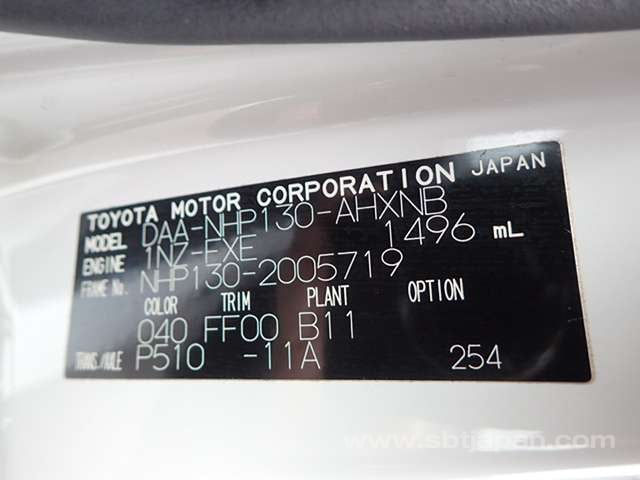 TOYOTA MOTOR CORPORATION JAPAN
MODEL DAA-NHP130-AHXNB
ENGINE 1NZ-EXE 1496 mL
FRAME No. NHP130-2005719
COLOR TRIM PLANT OPTION
040 FF00 B11
TRANS./AXLE P510 -11A 254
www.sbtjapan.com